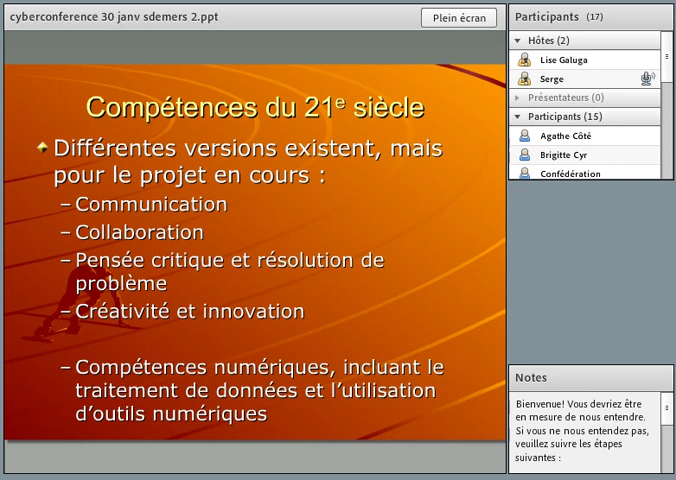 cyberconference 30 janv sdemers 2.ppt
Plein écran
Compétences du 21e siècle
Différentes versions existent, mais
pour le projet en cours :
– Communication
– Collaboration
– Pensée critique et résolution de
problème
– Créativité et innovation
– Compétences numériques, incluant le
traitement de données et l'utilisation
d'outils numériques
Participants (17)
Hôtes (2)
Lise Galuga
Serge
Présentateurs (0)
Participants (15)
Agathe Côté
Brigitte Cyr
Confédération
Notes
Bienvenue! Vous devriez être
en mesure de nous entendre.
Si vous ne nous entendez pas,
veuillez suivre les étapes
suivantes :